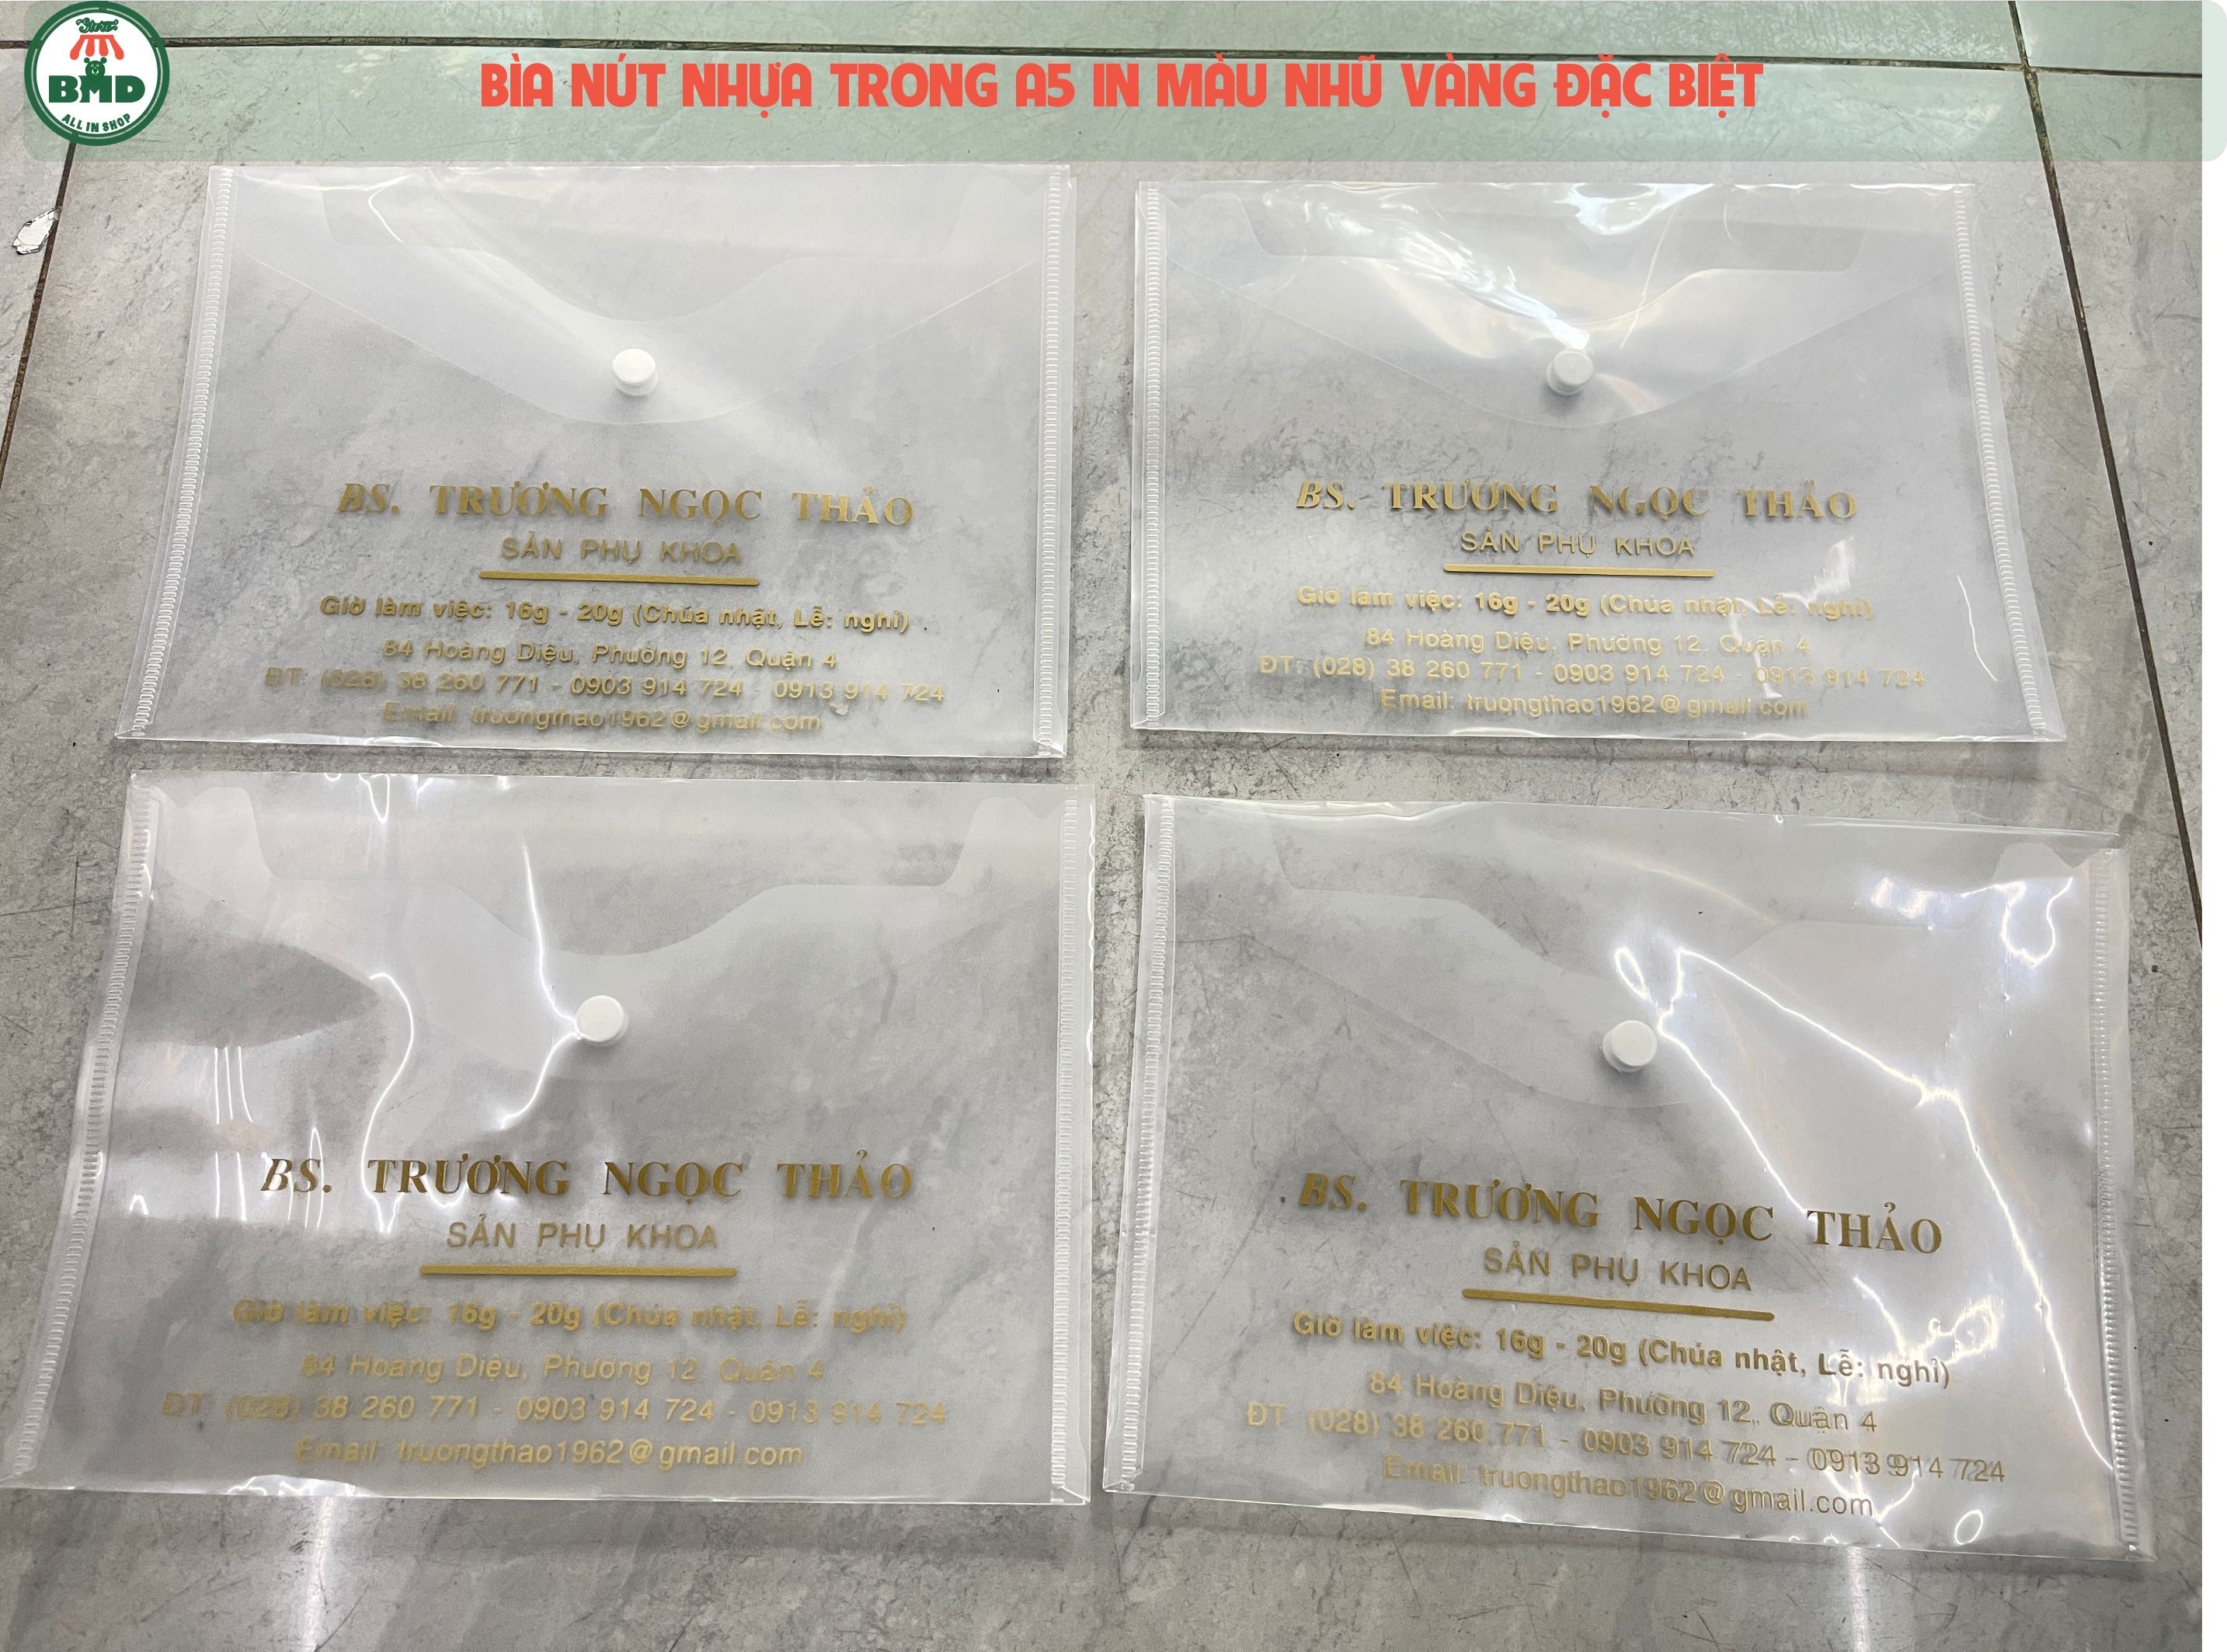 Store
BMD
ALL IN SHOP
BÌA NÚT NHỰA TRONG A5 IN MÀU NHŨ VÀNG ĐẶC BIỆT
BS. TRƯƠNG NGỌC THẢO
SẢN PHỤ KHOA
Giờ làm việc: 16g - 20g (Chúa nhật, Lễ: nghỉ)
84 Hoàng Diệu, Phường 12, Quận 4
ĐT: (028) 38 260 771 - 0903 914 724 - 0913 914 724
Email: truongthao1962@gmail.com
BS. TRƯƠNG NGỌC THẢO
SẢN PHỤ KHOA
Giờ làm việc: 16g - 20g (Chúa nhật, Lễ: nghỉ)
84 Hoàng Diệu, Phường 12, Quận 4
ĐT: (028) 38 260 771 - 0903 914 724 - 0913 914 724
Email: truongthao1962@gmail.com
BS. TRƯƠNG NGỌC THẢO
SẢN PHỤ KHOA
Giờ làm việc: 16g - 20g (Chúa nhật, Lễ: nghỉ)
84 Hoàng Diệu, Phường 12, Quận 4
ĐT: (028) 38 260 771 - 0903 914 724 - 0913 914 724
Email: truongthao1962@gmail.com
BS. TRƯƠNG NGỌC THẢO
SẢN PHỤ KHOA
Giờ làm việc: 16g - 20g (Chúa nhật, Lễ: nghỉ)
84 Hoàng Diệu, Phường 12, Quận 4
ĐT: (028) 38 260 771 - 0903 914 724 - 0913 914 724
Email: truongthao1962@gmail.com